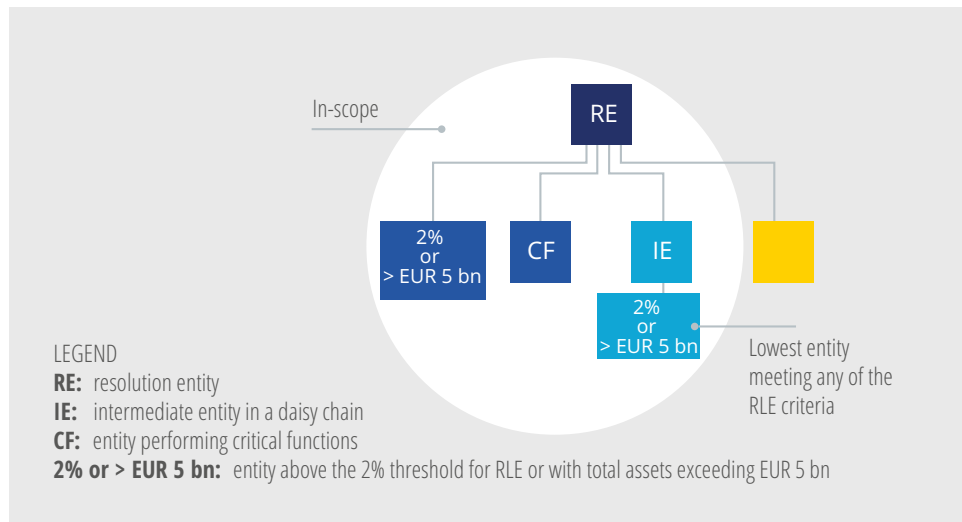 In-scope
RE
2%
or
> EUR 5 bn
CF
IE
2%
or
> EUR 5 bn
Lowest entity
meeting any of the
RLE criteria
LEGEND
RE: resolution entity
IE: intermediate entity in a daisy chain
CF: entity performing critical functions
2% or > EUR 5 bn: entity above the 2% threshold for RLE or with total assets exceeding EUR 5 bn